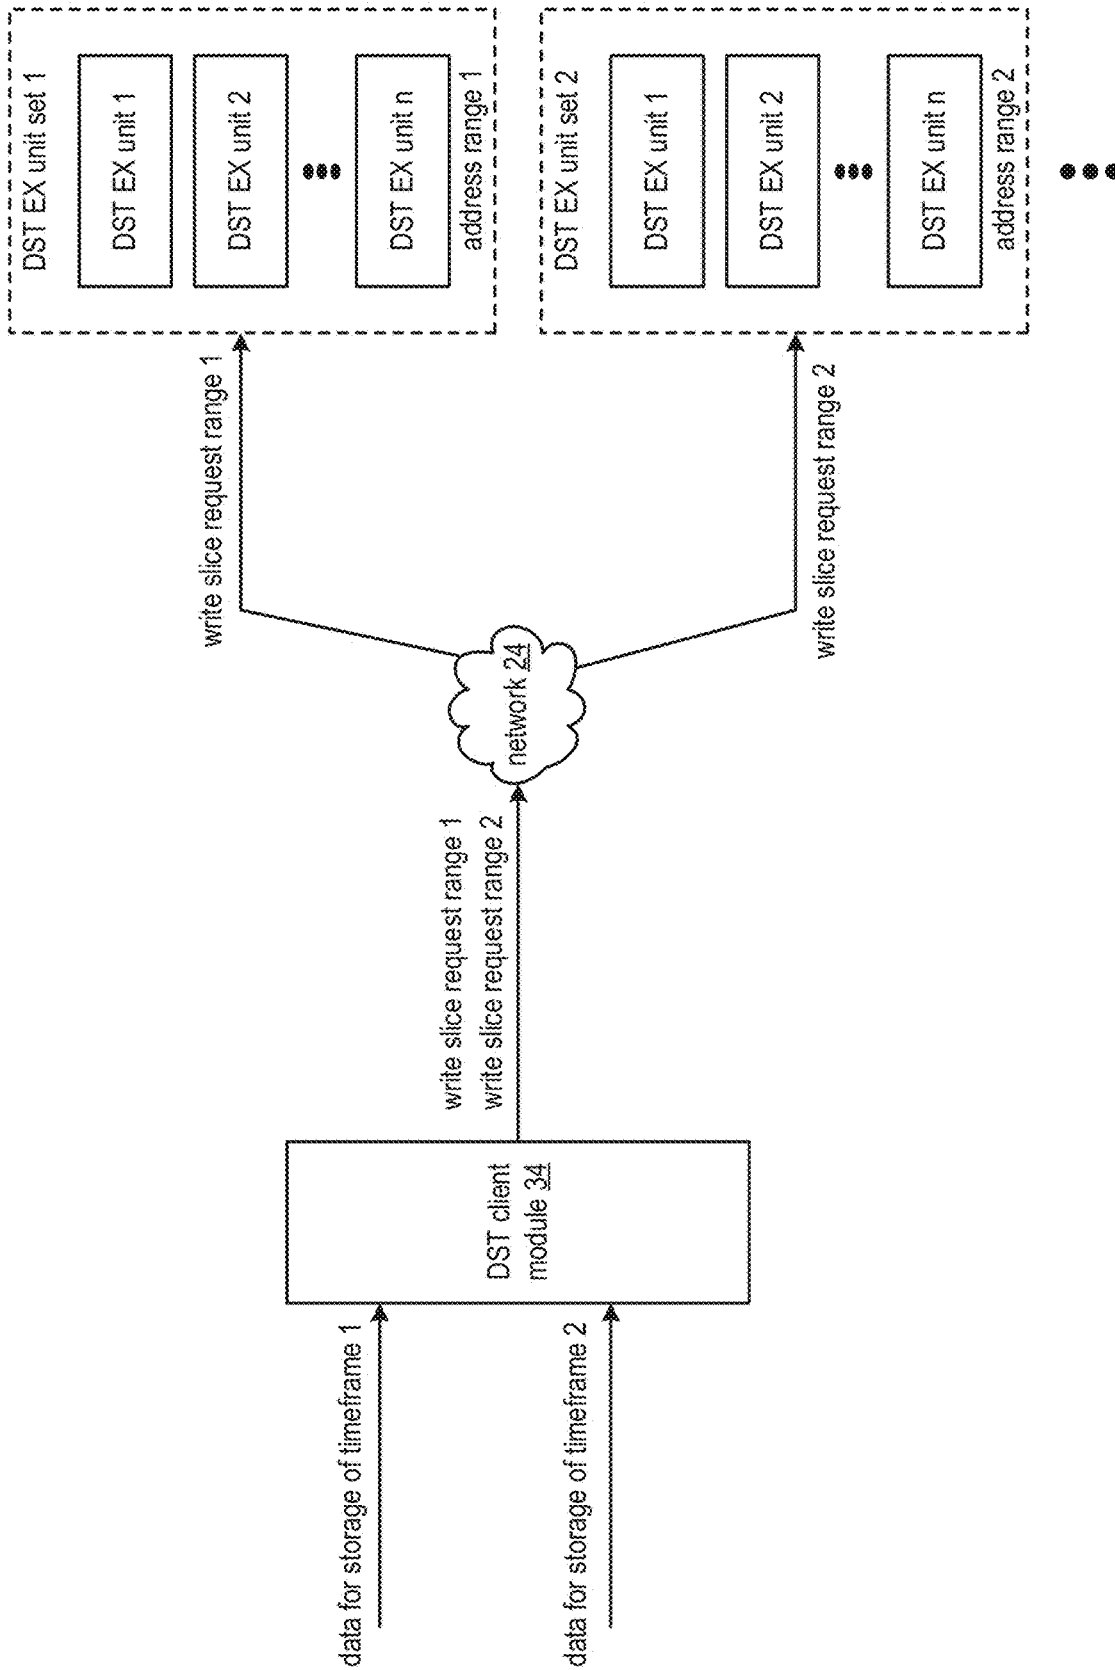 data for storage of timeframe 1
data for storage of timeframe 2
DST client
module 34
write slice request range 1
write slice request range 2
network 24
write slice request range 1
write slice request range 2
DST EX unit set 1
DST EX unit 1
DST EX unit 2
DST EX unit n
address range 1
DST EX unit set 2
DST EX unit 1
DST EX unit 2
DST EX unit n
address range 2